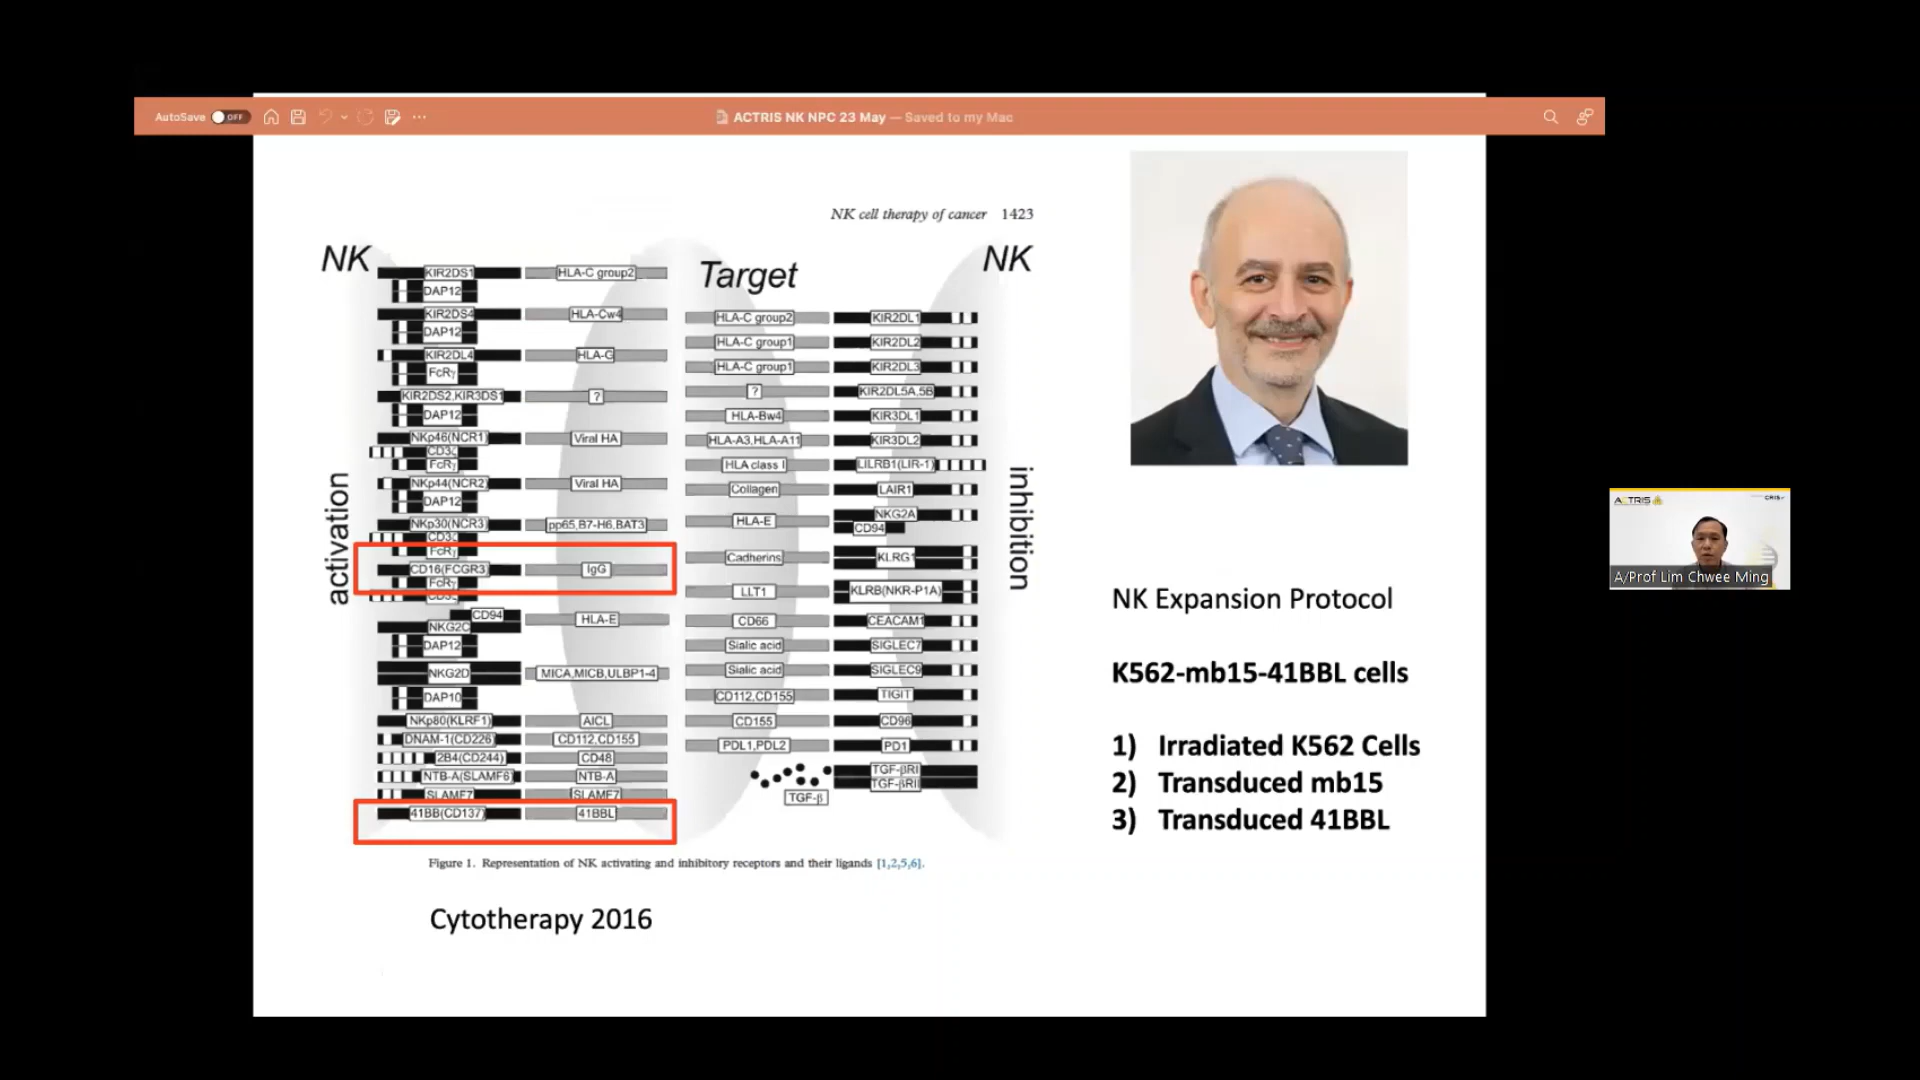 AutoSave OFF
ACTRIS NK NPC 23 May — Saved to my Mac
NK cell therapy of cancer 1423
NK
Target
NK
activation
KIR2DS1 HLA-C group2
DAP12
KIR2DS4 HLA-Cw4
DAP12
KIR2DL4 HLA-G
FcRγ
KIR2DS2,KIR3DS1 ?
DAP12
NKp46(NCR1) Viral HA
CD3ζ
FcRγ
NKp44(NCR2) Viral HA
DAP12
NKp30(NCR3) pp65,B7-H6,BAT3
CD3ζ
FcRγ
CD16(FCGR3) IgG
FcRγ
CD3ζ
CD94
NKG2C HLA-E
DAP12
NKG2D MICA,MICB,ULBP1-4
DAP10
NKp80(KLRF1) AICL
DNAM-1(CD226) CD112,CD155
2B4(CD244) CD48
NTB-A(SLAMF6) NTB-A
SLAMF7 SLAMF7
41BB(CD137) 41BBL
HLA-C group2 KIR2DL1
HLA-C group1 KIR2DL2
HLA-C group1 KIR2DL3
? KIR2DL5A,5B
HLA-Bw4 KIR3DL1
HLA-A3,HLA-A11 KIR3DL2
HLA class I LILRB1(LIR-1)
Collagen LAIR1
HLA-E NKG2A
CD94
Cadherins KLRG1
LLT1 KLRB(NKR-P1A)
CD66 CEACAM1
Sialic acid SIGLEC7
Sialic acid SIGLEC9
CD112,CD155 TIGIT
CD155 CD96
PDL1,PDL2 PD1
TGF-β TGF-βRI
TGF-βRII
inhibition
Figure 1. Representation of NK activating and inhibitory receptors and their ligands [1,2,5,6].
Cytotherapy 2016
NK Expansion Protocol
K562-mb15-41BBL cells
1) Irradiated K562 Cells
2) Transduced mb15
3) Transduced 41BBL
ACTRIS
CRIS
A/Prof Lim Chwee Ming